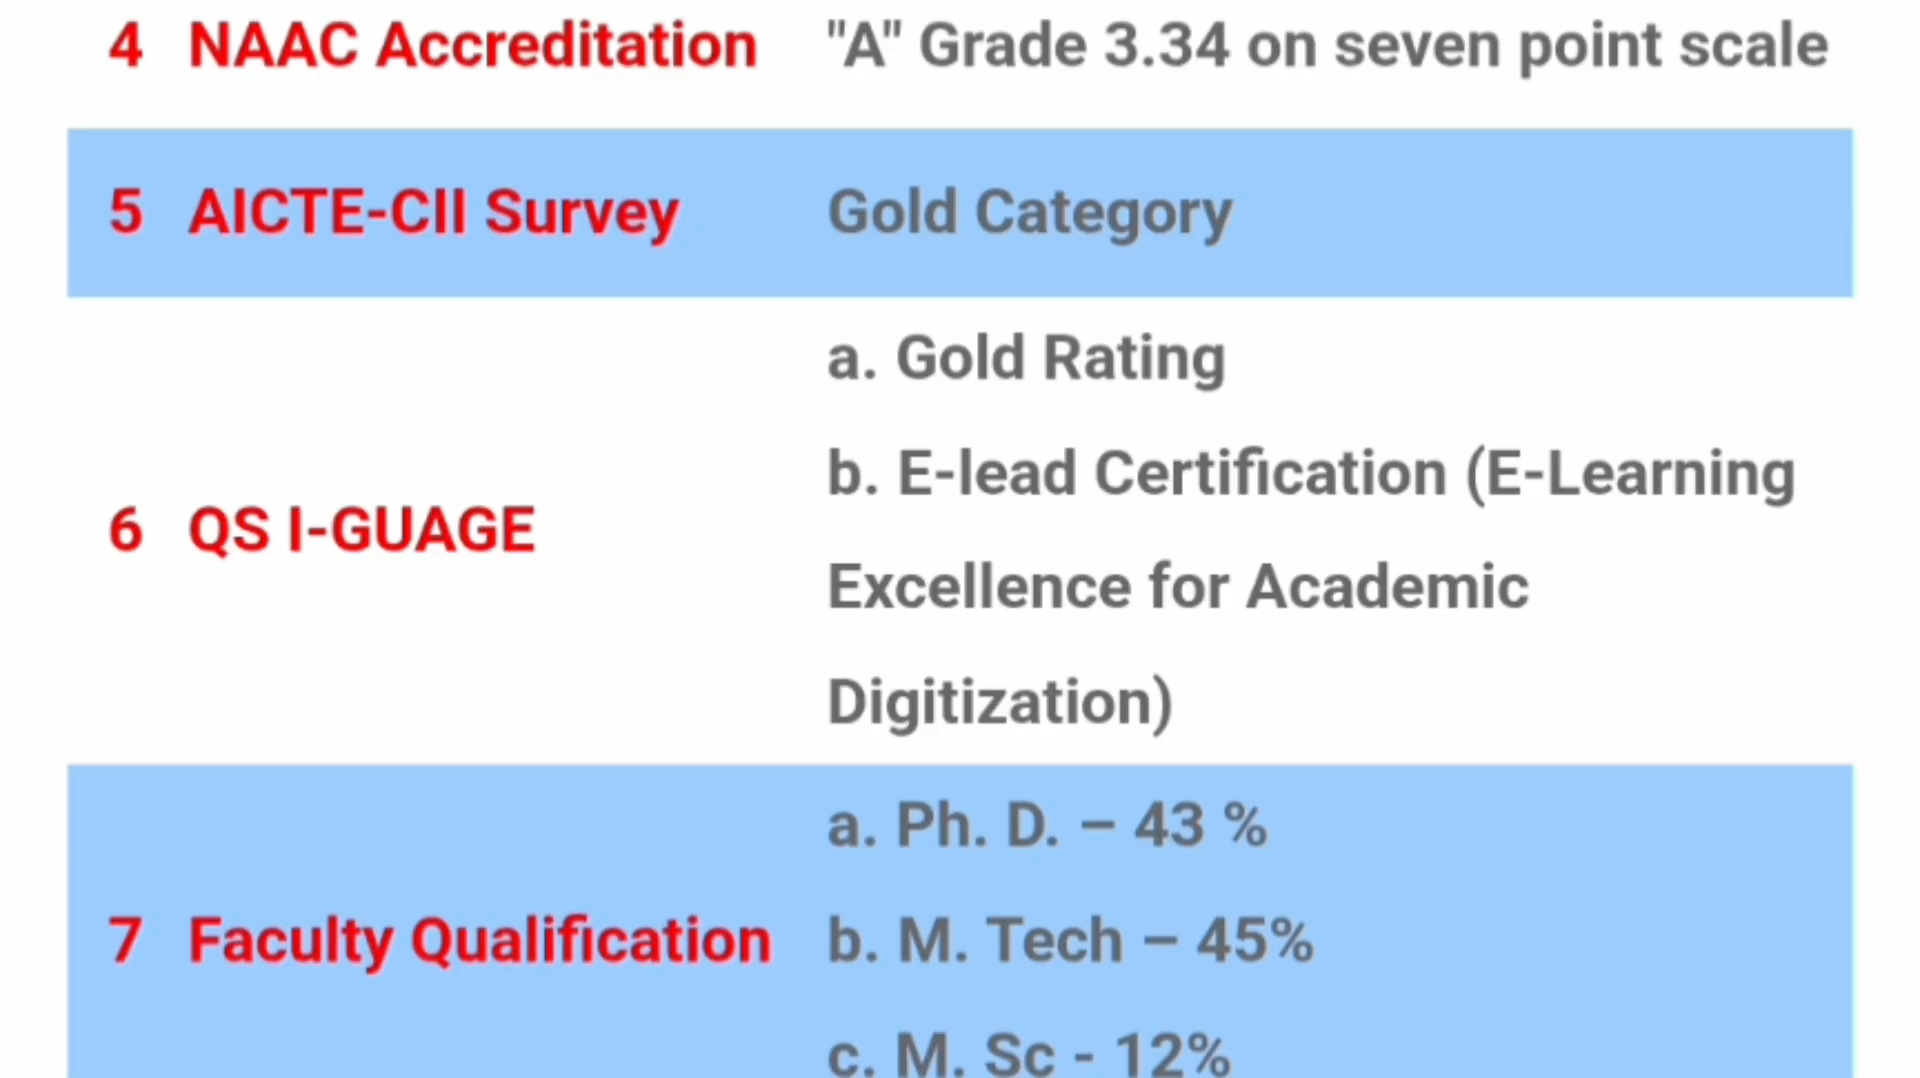 4 NAAC Accreditation "A" Grade 3.34 on seven point scale
5 AICTE-CII Survey Gold Category
6 QS I-GUAGE
a. Gold Rating
b. E-lead Certification (E-Learning
Excellence for Academic
Digitization)
7 Faculty Qualification
a. Ph. D. – 43 %
b. M. Tech – 45%
c. M. Sc - 12%